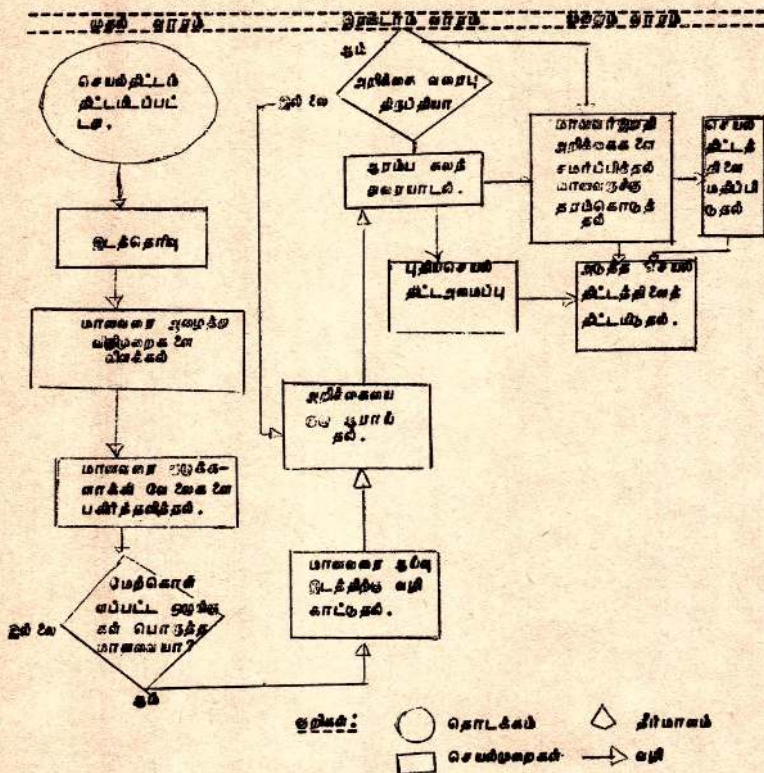 முதல் வாரம்
இரண்டாம் வாரம்
மூன்றாம் வாரம்
செயல்திட்டம்
திட்டமிடப்பட்
டது.
இடத்தெரிவு
மாணவரை அழைத்து
விதிமுறைகளை
விளக்கல்
மாணவரை குழுக்க-
ளாக்கி வேலைகளை
பகிர்ந்தளித்தல்.
மேற்கொள்
ளப்பட்ட ஒழுங்கு
கள் பொருத்த
மானவையா?
இல்லை
ஆம்
ஆம்
அறிக்கை வரைபு
திருப்தியா
இல்லை
ஆரம்ப கலந்
துரையாடல்.
புதியசெயல்
திட்டஅமைப்பு
அறிக்கையை
குழு ஆராய்
தல்.
மாணவரை ஆய்வு
இடத்திற்கு வழி
காட்டுதல்.
மாணவர்இறுதி
அறிக்கைகளை
சமர்ப்பித்தல்
மாணவருக்கு
தரம்கொடுத்
தல்
செயல்
திட்டத்
தினை
மதிப்பி
டுதல்
அடுத்த செயல்
திட்டத்தினைத்
திட்டமிடுதல்.
குறிகள்:
தொடக்கம்
தீர்மானம்
செயல்முறைகள்
வழி